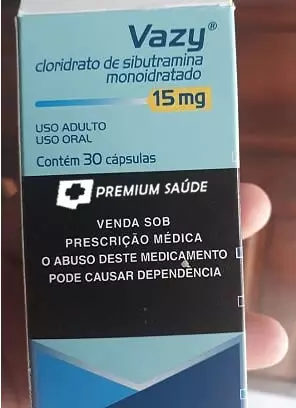 Vazy®
cloridrato de sibutramina
monoidratado
15 mg
USO ADULTO
USO ORAL
Contém 30 cápsulas
PREMIUM SAÚDE
VENDA SOB
PRESCRIÇÃO MÉDICA
O ABUSO DESTE MEDICAMENTO
PODE CAUSAR DEPENDÊNCIA